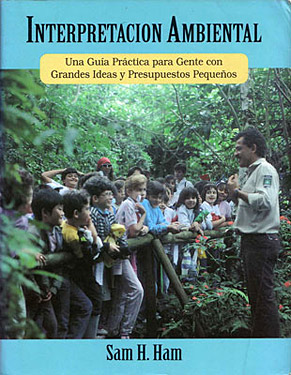 INTERPRETACION AMBIENTAL
Una Guía Práctica para Gente con
Grandes Ideas y Presupuestos Pequeños
Sam H. Ham